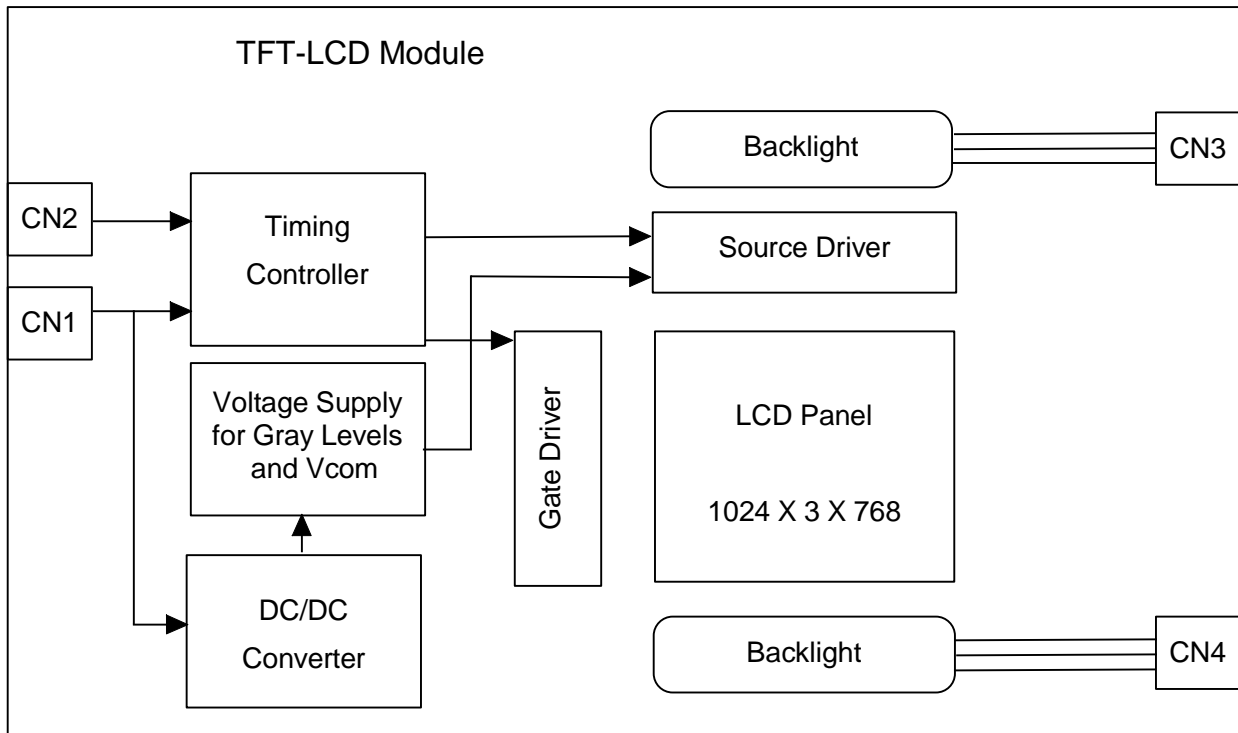 TFT-LCD Module
Backlight
CN3
CN2
Timing
Controller
Source Driver
CN1
Voltage Supply
for Gray Levels
and Vcom
Gate Driver
LCD Panel
1024 X 3 X 768
DC/DC
Converter
Backlight
CN4